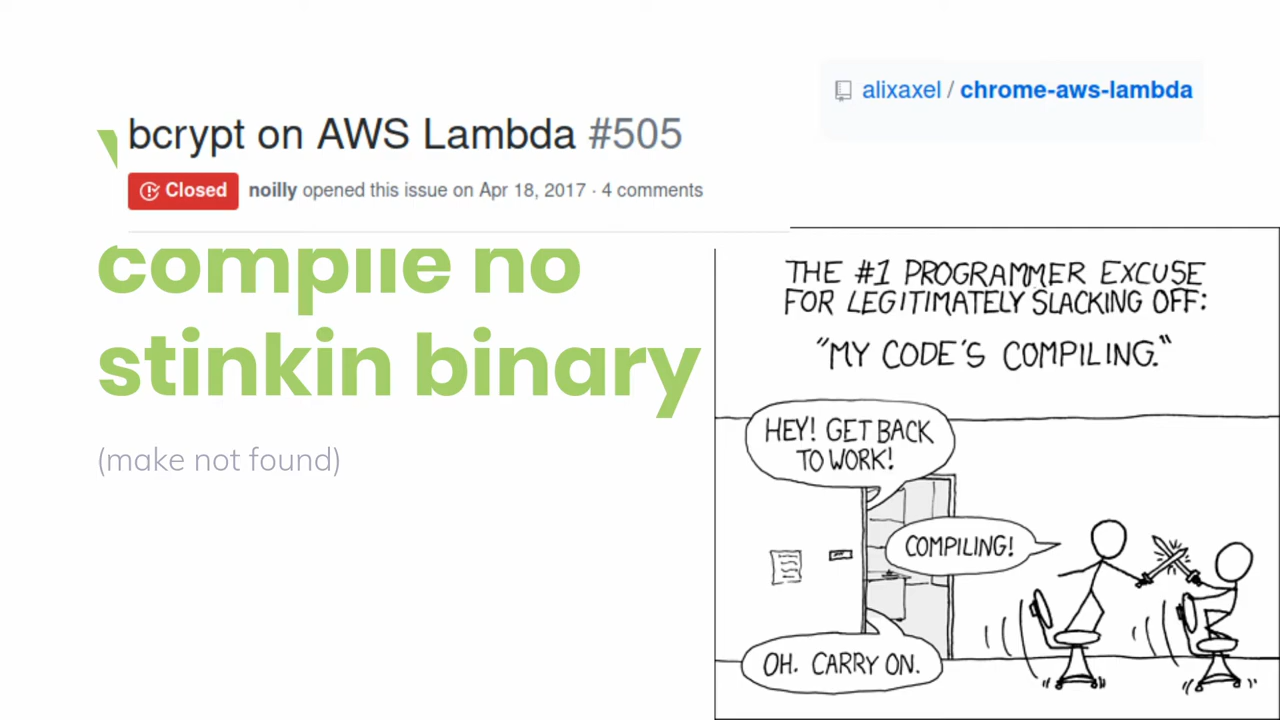 alixaxel / chrome-aws-lambda
bcrypt on AWS Lambda #505
Closed noilly opened this issue on Apr 18, 2017 · 4 comments
compile no
stinkin binary
(make not found)
THE #1 PROGRAMMER EXCUSE
FOR LEGITIMATELY SLACKING OFF:
"MY CODE'S COMPILING."
HEY! GET BACK
TO WORK!
COMPILING!
OH. CARRY ON.